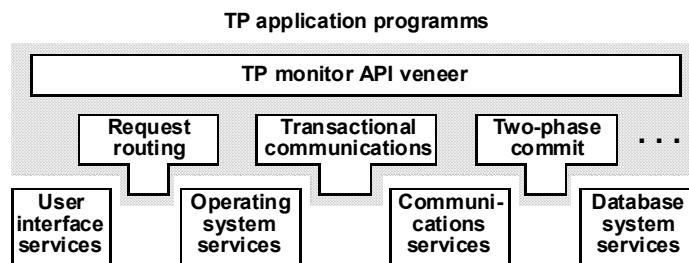 TP application programms
TP monitor API veneer
Request
routing
Transactional
communications
Two-phase
commit
. . .
User
interface
services
Operating
system
services
Communi-
cations
services
Database
system
services